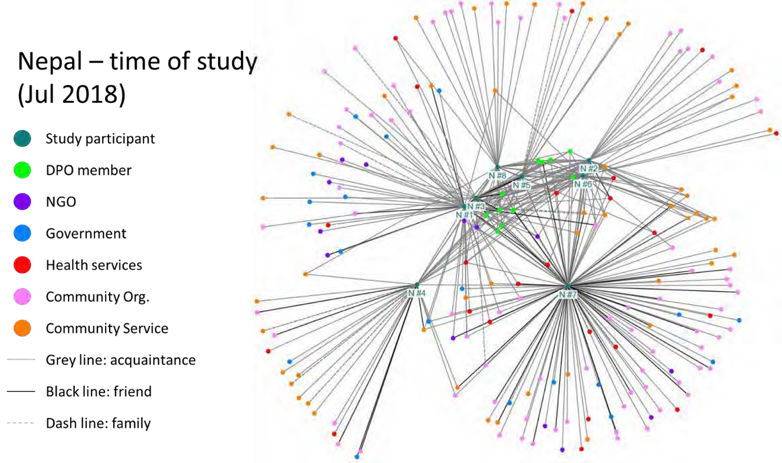 Nepal – time of study
(Jul 2018)
Study participant
DPO member
NGO
Government
Health services
Community Org.
Community Service
Grey line: acquaintance
Black line: friend
Dash line: family
N #8
N #5
N #2
N #6
N #3
N #1
N #4
N #7